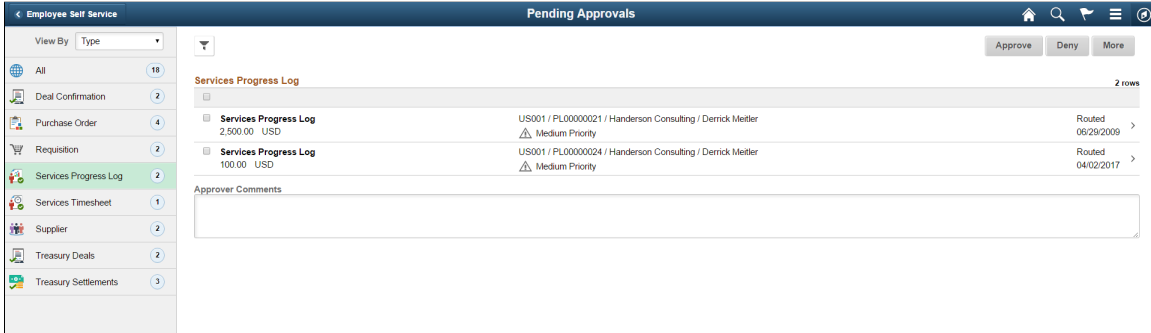 Employee Self Service
Pending Approvals
View By Type
All 18
Deal Confirmation 2
Purchase Order 4
Requisition 2
Services Progress Log 2
Services Timesheet 1
Supplier 2
Treasury Deals 2
Treasury Settlements 3
Approve Deny More
Services Progress Log
2 rows
Services Progress Log US001 / PL00000021 / Handerson Consulting / Derrick Meitler Routed
2,500.00 USD Medium Priority 06/29/2009
Services Progress Log US001 / PL00000024 / Handerson Consulting / Derrick Meitler Routed
100.00 USD Medium Priority 04/02/2017
Approver Comments